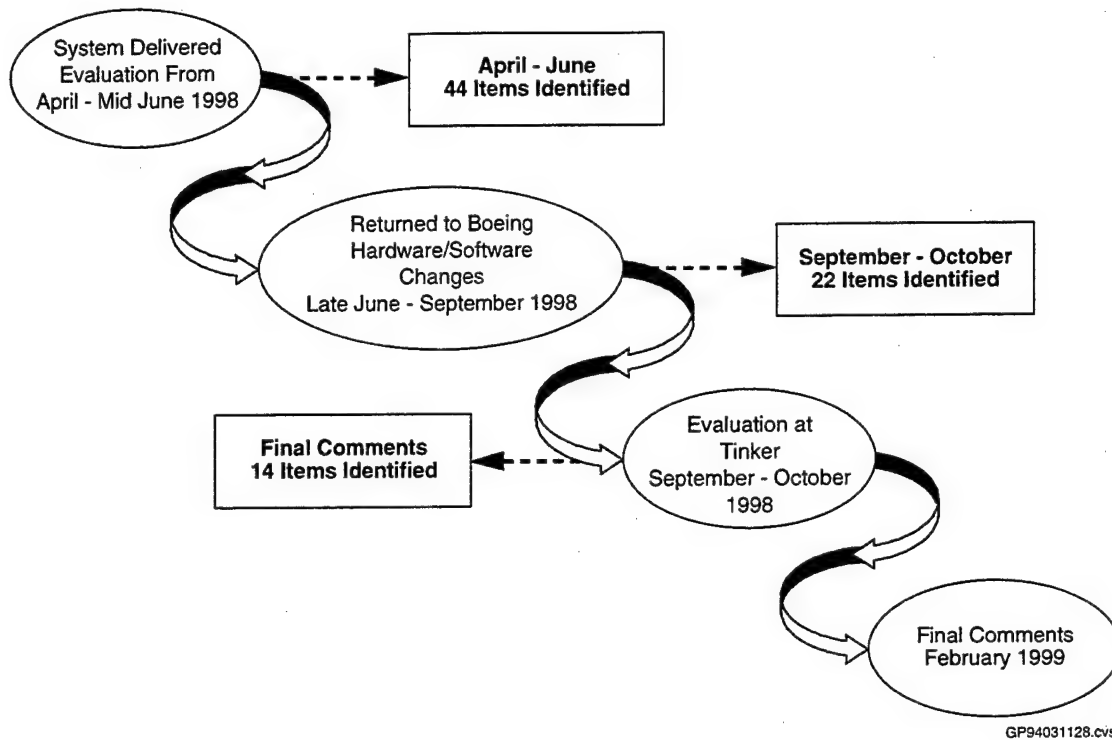 System Delivered
Evaluation From
April - Mid June 1998
April - June
44 Items Identified
Returned to Boeing
Hardware/Software
Changes
Late June - September 1998
September - October
22 Items Identified
Final Comments
14 Items Identified
Evaluation at
Tinker
September - October
1998
Final Comments
February 1999
GP94031128.cvs